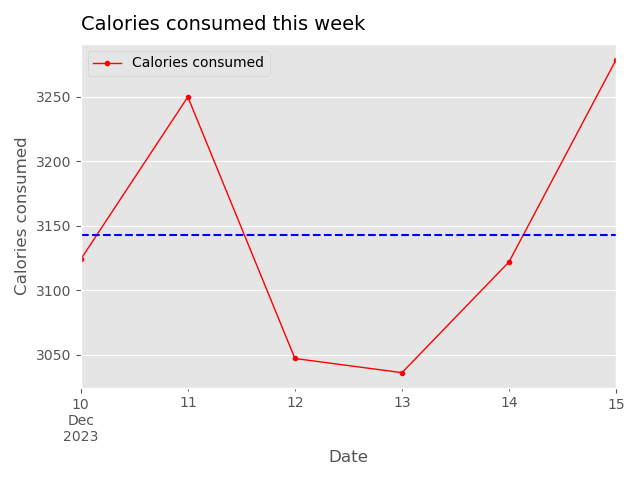 Calories consumed this week
Calories consumed
3250
3200
3150
3100
3050
Calories consumed
10
Dec
2023
11
12
13
14
15
Date